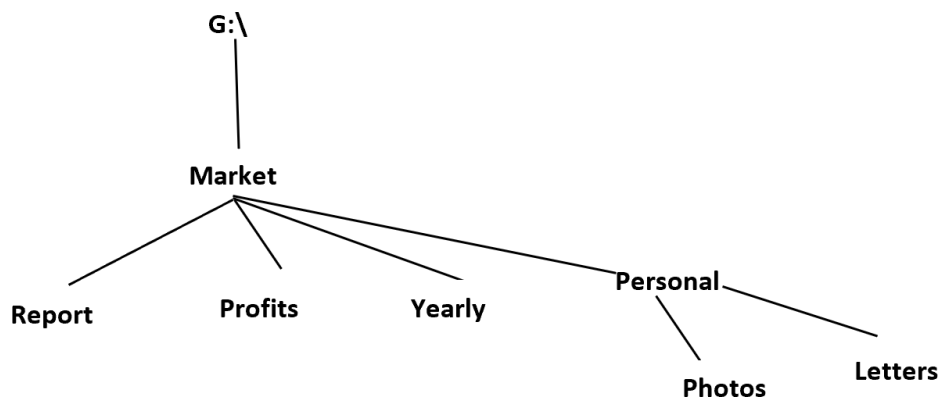 G:\
Market
Report
Profits
Yearly
Personal
Photos
Letters